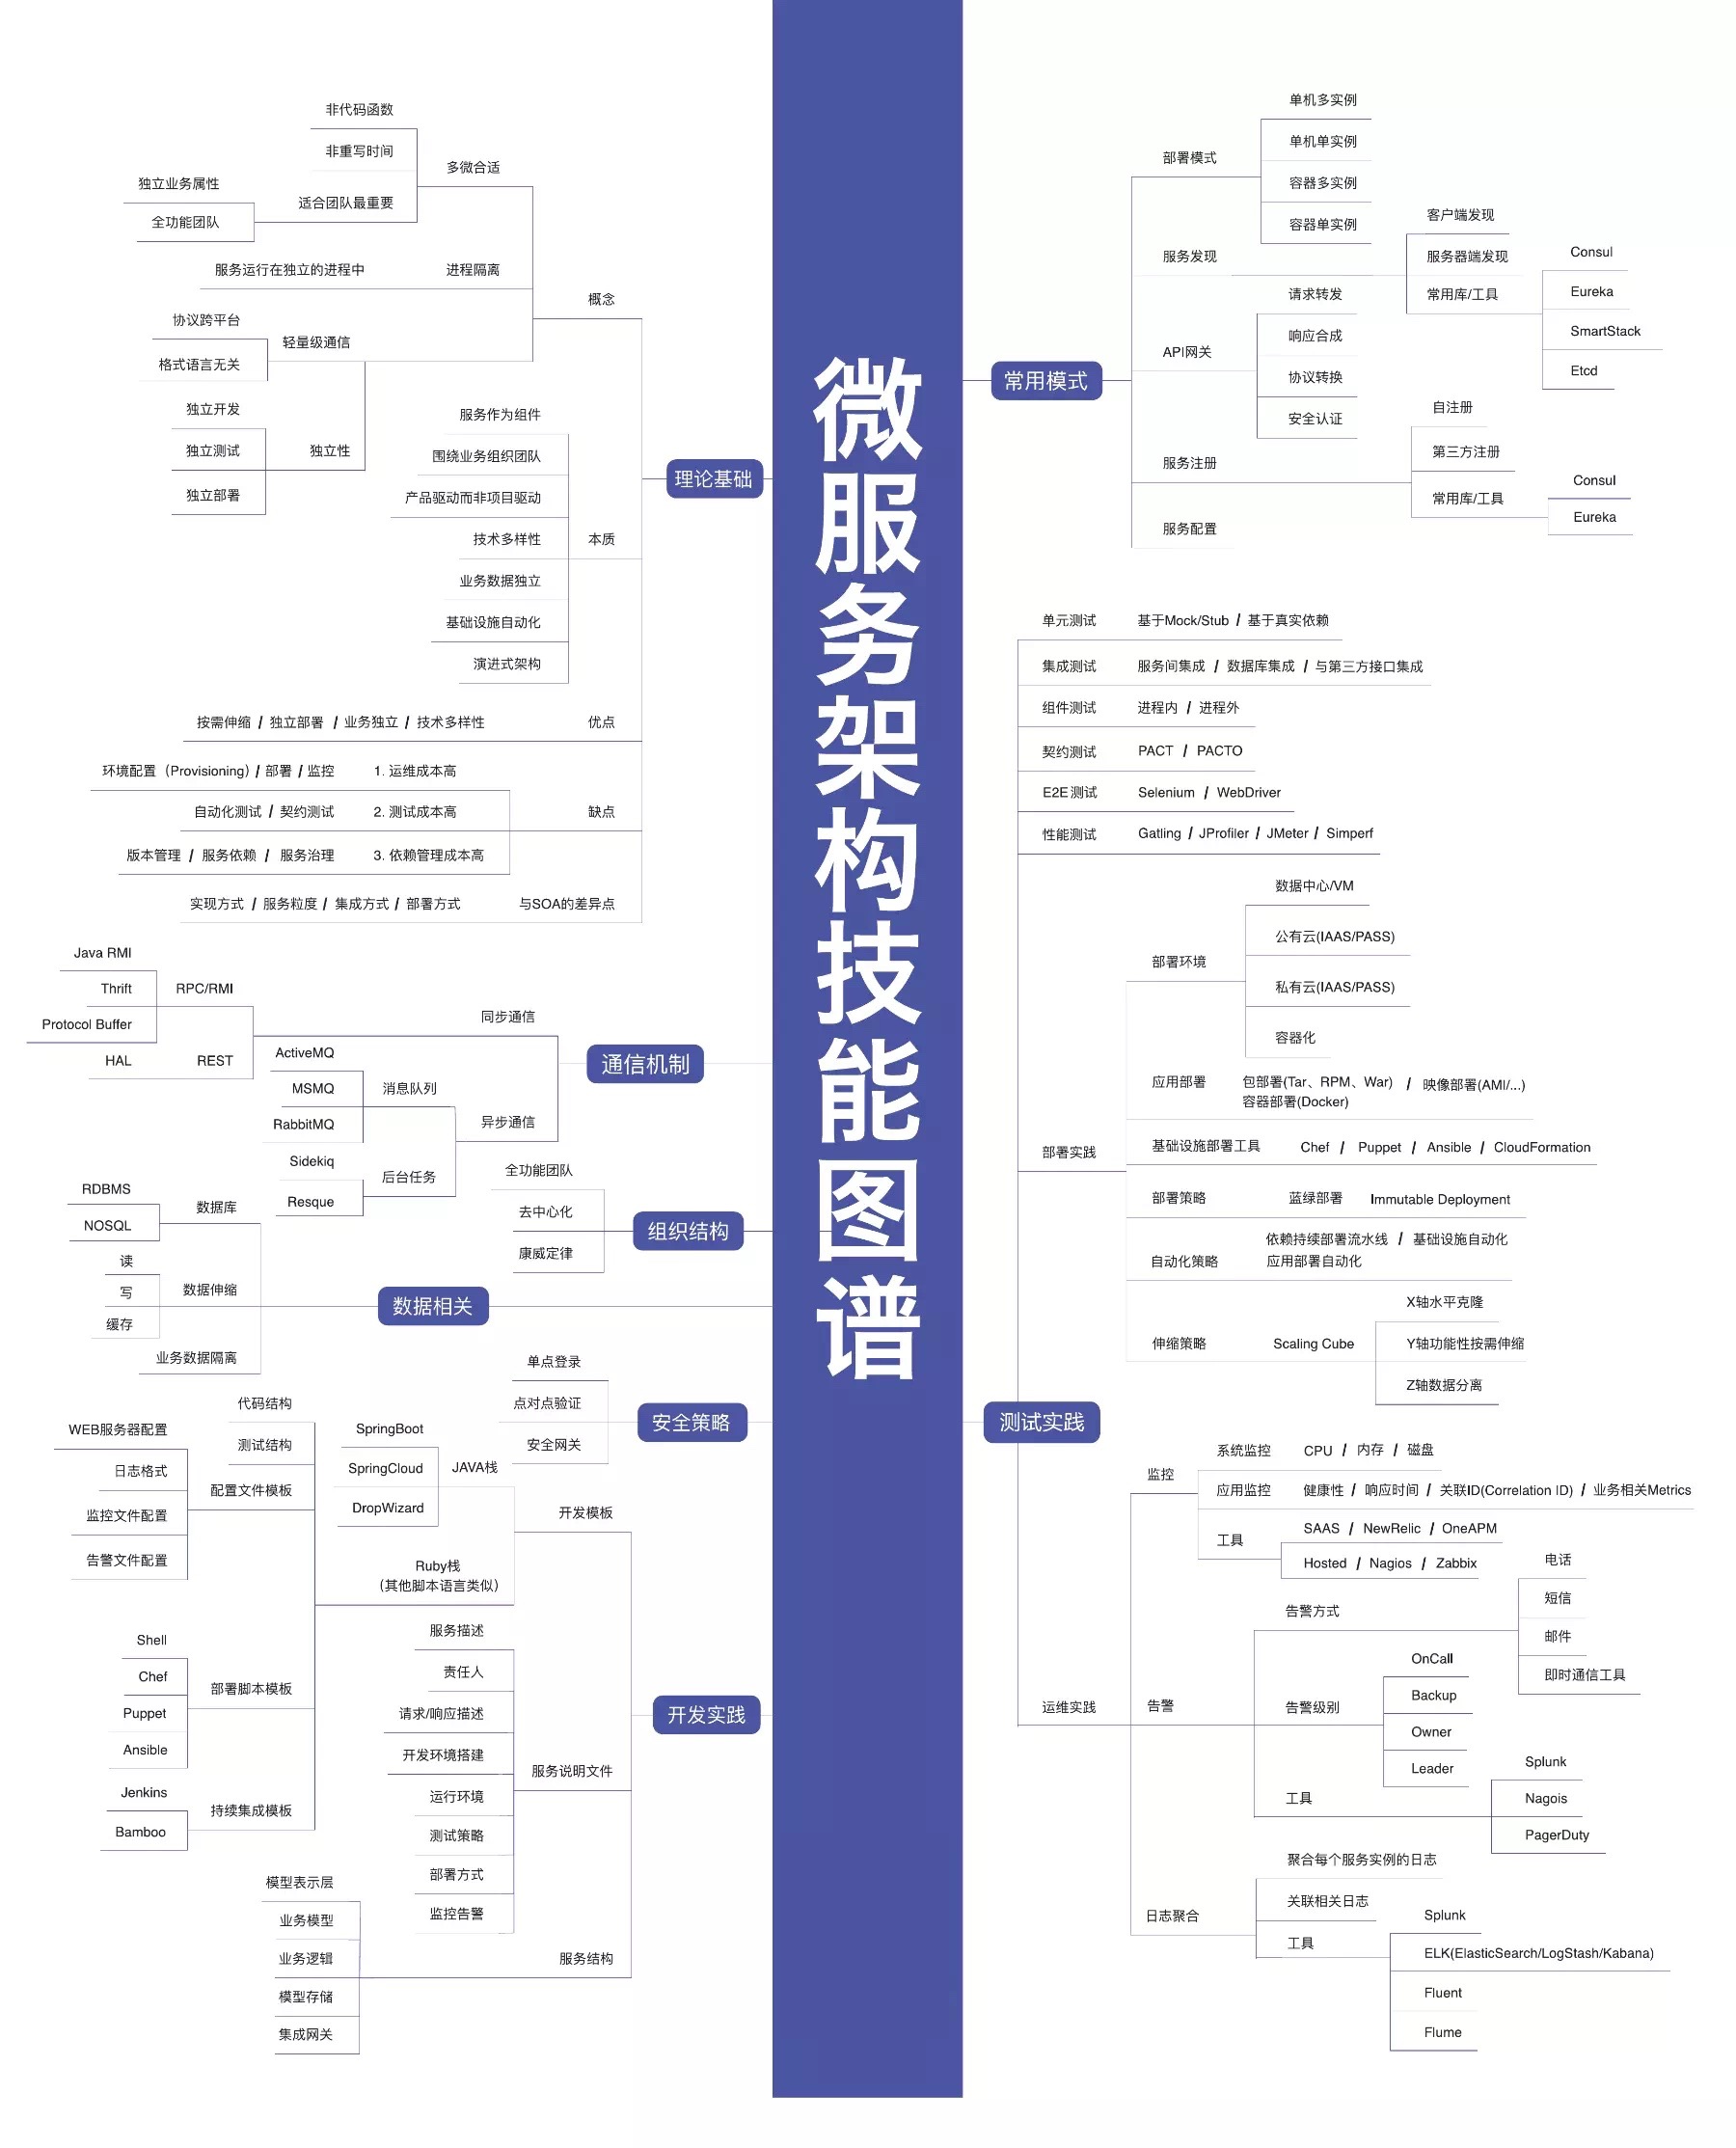 微服务架构技能图谱
理论基础
概念
多微合适
非代码函数
非重写时间
适合团队最重要
独立业务属性
全功能团队
进程隔离
服务运行在独立的进程中
轻量级通信
协议跨平台
格式语言无关
独立性
独立开发
独立测试
独立部署
本质
服务作为组件
围绕业务组织团队
产品驱动而非项目驱动
技术多样性
业务数据独立
基础设施自动化
演进式架构
优点
按需伸缩 / 独立部署 / 业务独立 / 技术多样性
缺点
1. 运维成本高
环境配置（Provisioning）/ 部署 / 监控
2. 测试成本高
自动化测试 / 契约测试
3. 依赖管理成本高
版本管理 / 服务依赖 / 服务治理
与SOA的差异点
实现方式 / 服务粒度 / 集成方式 / 部署方式
通信机制
同步通信
RPC/RMI
Java RMI
Thrift
Protocol Buffer
REST
HAL
异步通信
消息队列
ActiveMQ
MSMQ
RabbitMQ
后台任务
Sidekiq
Resque
组织结构
全功能团队
去中心化
康威定律
数据相关
数据库
RDBMS
NOSQL
数据伸缩
读
写
缓存
业务数据隔离
安全策略
单点登录
点对点验证
安全网关
开发实践
开发模板
JAVA栈
SpringBoot
SpringCloud
DropWizard
Ruby栈
（其他脚本语言类似）
代码结构
测试结构
配置文件模板
WEB服务器配置
日志格式
监控文件配置
告警文件配置
部署脚本模板
Shell
Chef
Puppet
Ansible
持续集成模板
Jenkins
Bamboo
服务说明文件
服务描述
责任人
请求/响应描述
开发环境搭建
运行环境
测试策略
部署方式
监控告警
服务结构
模型表示层
业务模型
业务逻辑
模型存储
集成网关
常用模式
部署模式
单机多实例
单机单实例
容器多实例
容器单实例
服务发现
客户端发现
服务器端发现
常用库/工具
Consul
Eureka
SmartStack
Etcd
API网关
请求转发
响应合成
协议转换
安全认证
服务注册
自注册
第三方注册
常用库/工具
Consul
Eureka
服务配置
测试实践
单元测试 基于Mock/Stub / 基于真实依赖
集成测试 服务间集成 / 数据库集成 / 与第三方接口集成
组件测试 进程内 / 进程外
契约测试 PACT / PACTO
E2E测试 Selenium / WebDriver
性能测试 Gatling / JProfiler / JMeter / Simperf
部署实践
部署环境
数据中心/VM
公有云(IAAS/PASS)
私有云(IAAS/PASS)
容器化
应用部署
包部署(Tar、RPM、War) / 映像部署(AMI/...)
容器部署(Docker)
基础设施部署工具 Chef / Puppet / Ansible / CloudFormation
部署策略 蓝绿部署 Immutable Deployment
自动化策略
依赖持续部署流水线 / 基础设施自动化
应用部署自动化
伸缩策略
Scaling Cube
X轴水平克隆
Y轴功能性按需伸缩
Z轴数据分离
运维实践
监控
系统监控 CPU / 内存 / 磁盘
应用监控 健康性 / 响应时间 / 关联ID(Correlation ID) / 业务相关Metrics
工具
SAAS / NewRelic / OneAPM
Hosted / Nagios / Zabbix
告警
告警方式
电话
短信
邮件
即时通信工具
告警级别
OnCall
Backup
Owner
Leader
工具
Splunk
Nagois
PagerDuty
日志聚合
聚合每个服务实例的日志
关联相关日志
工具
Splunk
ELK(ElasticSearch/LogStash/Kabana)
Fluent
Flume